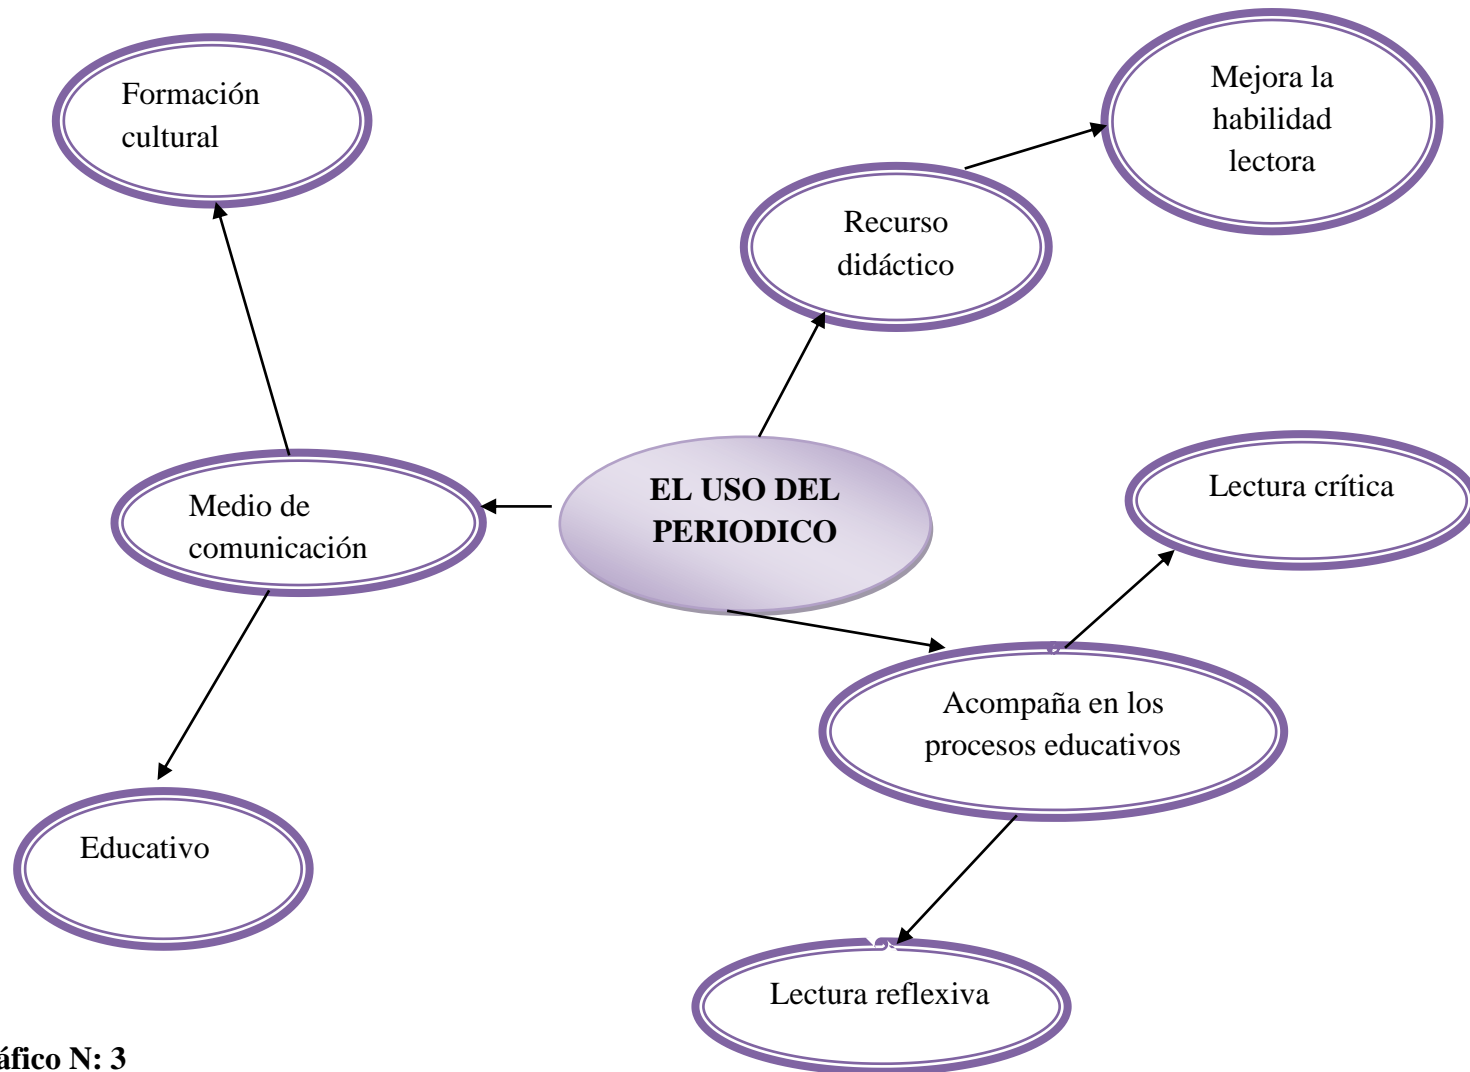 Formación
cultural
Mejora la
habilidad
lectora
Recurso
didáctico
EL USO DEL
PERIODICO
Medio de
comunicación
Lectura crítica
Acompaña en los
procesos educativos
Educativo
Lectura reflexiva
áfico N: 3